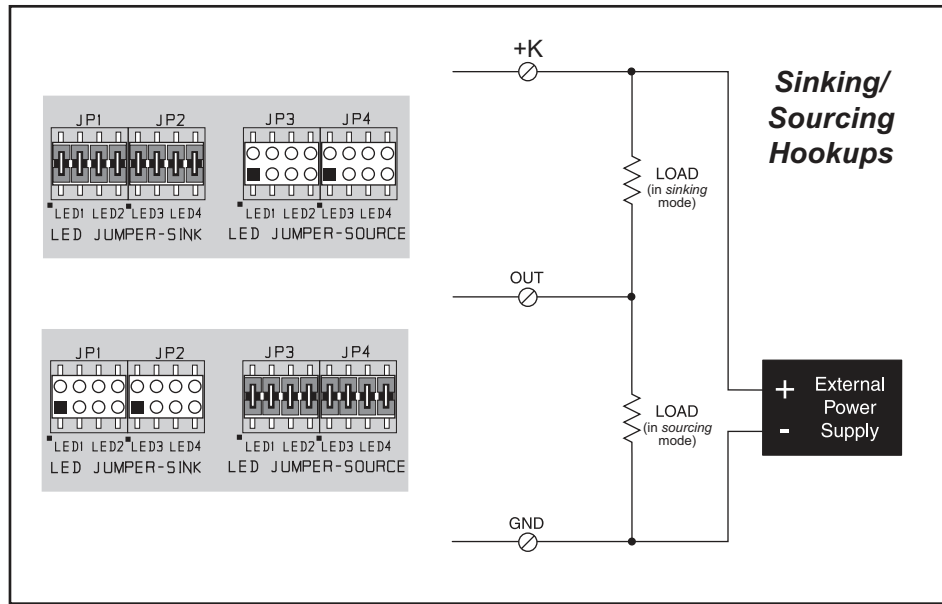 Sinking/
Sourcing
Hookups
JP1 JP2 JP3 JP4
LED1 LED2 LED3 LED4 LED1 LED2 LED3 LED4
LED JUMPER-SINK LED JUMPER-SOURCE
JP1 JP2 JP3 JP4
LED1 LED2 LED3 LED4 LED1 LED2 LED3 LED4
LED JUMPER-SINK LED JUMPER-SOURCE
+K
LOAD
(in sinking
mode)
OUT
LOAD
(in sourcing
mode)
GND
+ External
Power
- Supply